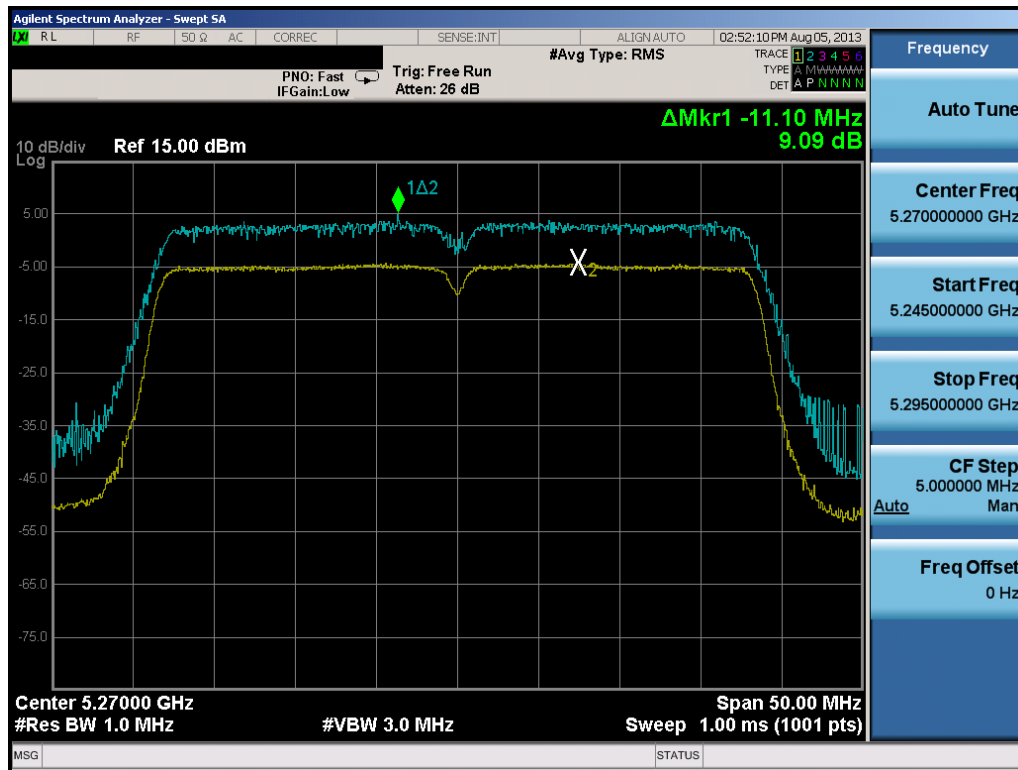 Agilent Spectrum Analyzer - Swept SA
LXI RL RF 50 Ω AC CORREC SENSE:INT ALIGN AUTO 02:52:10 PM Aug 05, 2013
Frequency
#Avg Type: RMS
TRACE 1 2 3 4 5 6
PNO: Fast
Trig: Free Run
TYPE A M W W W W
IFGain:Low
Atten: 26 dB
DET A P N N N N
Auto Tune
ΔMkr1 -11.10 MHz
9.09 dB
10 dB/div
Ref 15.00 dBm
Log
1Δ2
Center Freq
5.270000000 GHz
5.00
-5.00
X2
Start Freq
5.245000000 GHz
-15.0
-25.0
Stop Freq
5.295000000 GHz
-35.0
-45.0
CF Step
5.000000 MHz
Auto Man
-55.0
Freq Offset
0 Hz
-65.0
-75.0
Center 5.27000 GHz
Span 50.00 MHz
#Res BW 1.0 MHz
#VBW 3.0 MHz
Sweep 1.00 ms (1001 pts)
MSG
STATUS